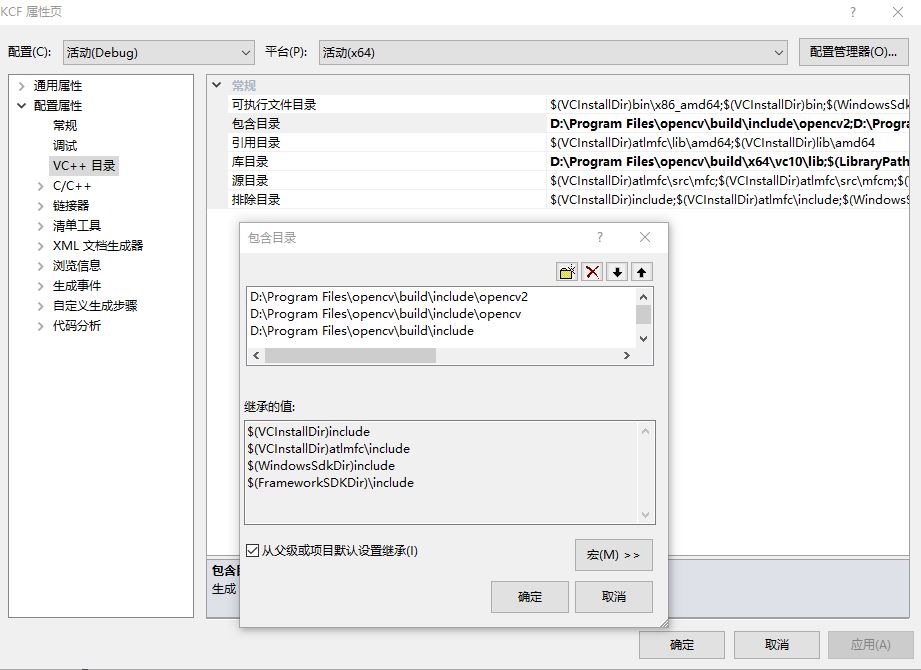 KCF 属性页
配置(C): 活动(Debug) 平台(P): 活动(x64) 配置管理器(O)...
通用属性
配置属性
常规
调试
VC++ 目录
C/C++
链接器
清单工具
XML 文档生成器
浏览信息
生成事件
自定义生成步骤
代码分析
常规
可执行文件目录 $(VCInstallDir)bin\x86_amd64;$(VCInstallDir)bin;$(WindowsSdk
包含目录 D:\Program Files\opencv\build\include\opencv2;D:\Progra
引用目录 $(VCInstallDir)atlmfc\lib\amd64;$(VCInstallDir)lib\amd64
库目录 D:\Program Files\opencv\build\x64\vc10\lib;$(LibraryPath
源目录 $(VCInstallDir)atlmfc\src\mfc;$(VCInstallDir)atlmfc\src\mfcm;$(
排除目录 $(VCInstallDir)include;$(VCInstallDir)atlmfc\include;$(WindowsS
包含目录
D:\Program Files\opencv\build\include\opencv2
D:\Program Files\opencv\build\include\opencv
D:\Program Files\opencv\build\include
继承的值:
$(VCInstallDir)include
$(VCInstallDir)atlmfc\include
$(WindowsSdkDir)include
$(FrameworkSDKDir)\include
从父级或项目默认设置继承(I)
宏(M) >>
确定 取消
包含
生成
确定 取消 应用(A)